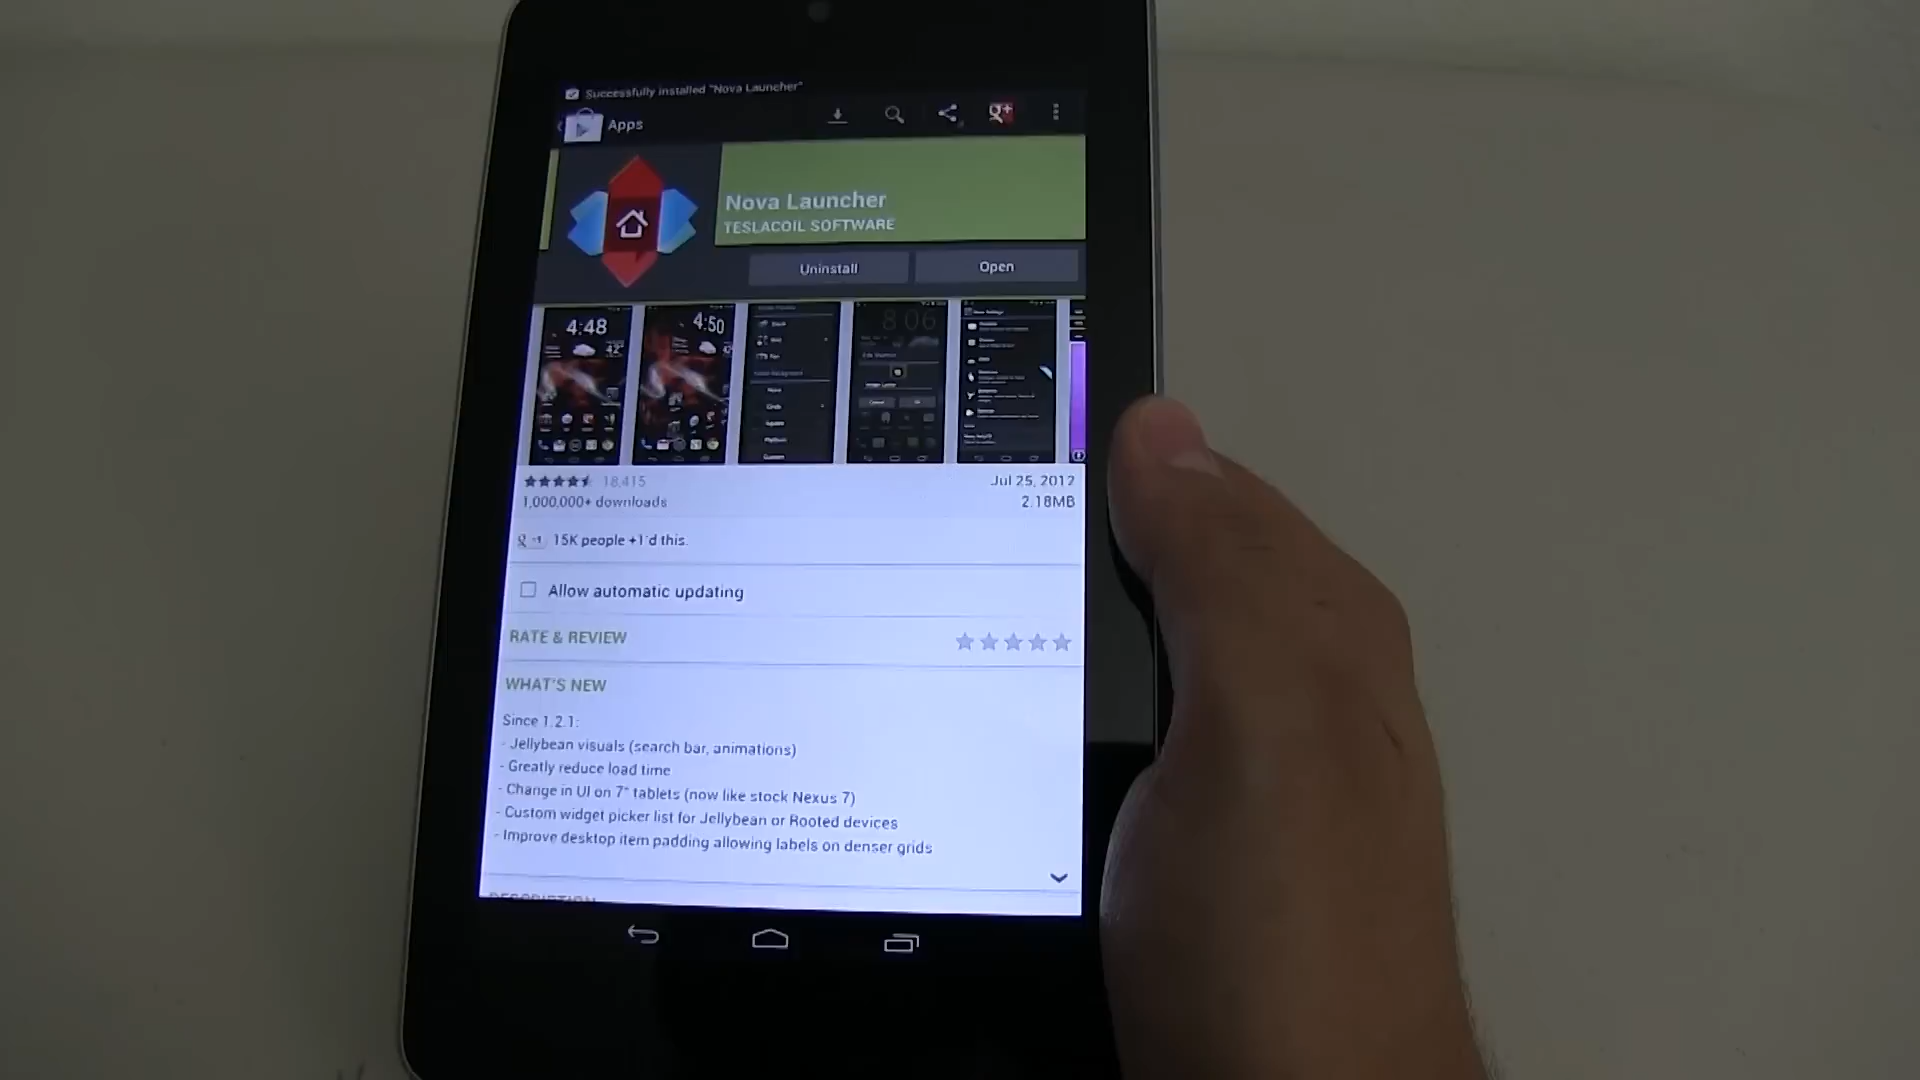 Successfully installed "Nova Launcher"
Apps
Nova Launcher
TESLACOIL SOFTWARE
Uninstall
Open
4:48
4:50
8 06
18,415
Jul 25, 2012
1,000,000+ downloads
2.18MB
15K people +1'd this.
Allow automatic updating
RATE & REVIEW
WHAT'S NEW
Since 1.2.1:
- Jellybean visuals (search bar, animations)
- Greatly reduce load time
- Change in UI on 7" tablets (now like stock Nexus 7)
- Custom widget picker list for Jellybean or Rooted devices
- Improve desktop item padding allowing labels on denser grids
DESCRIPTION